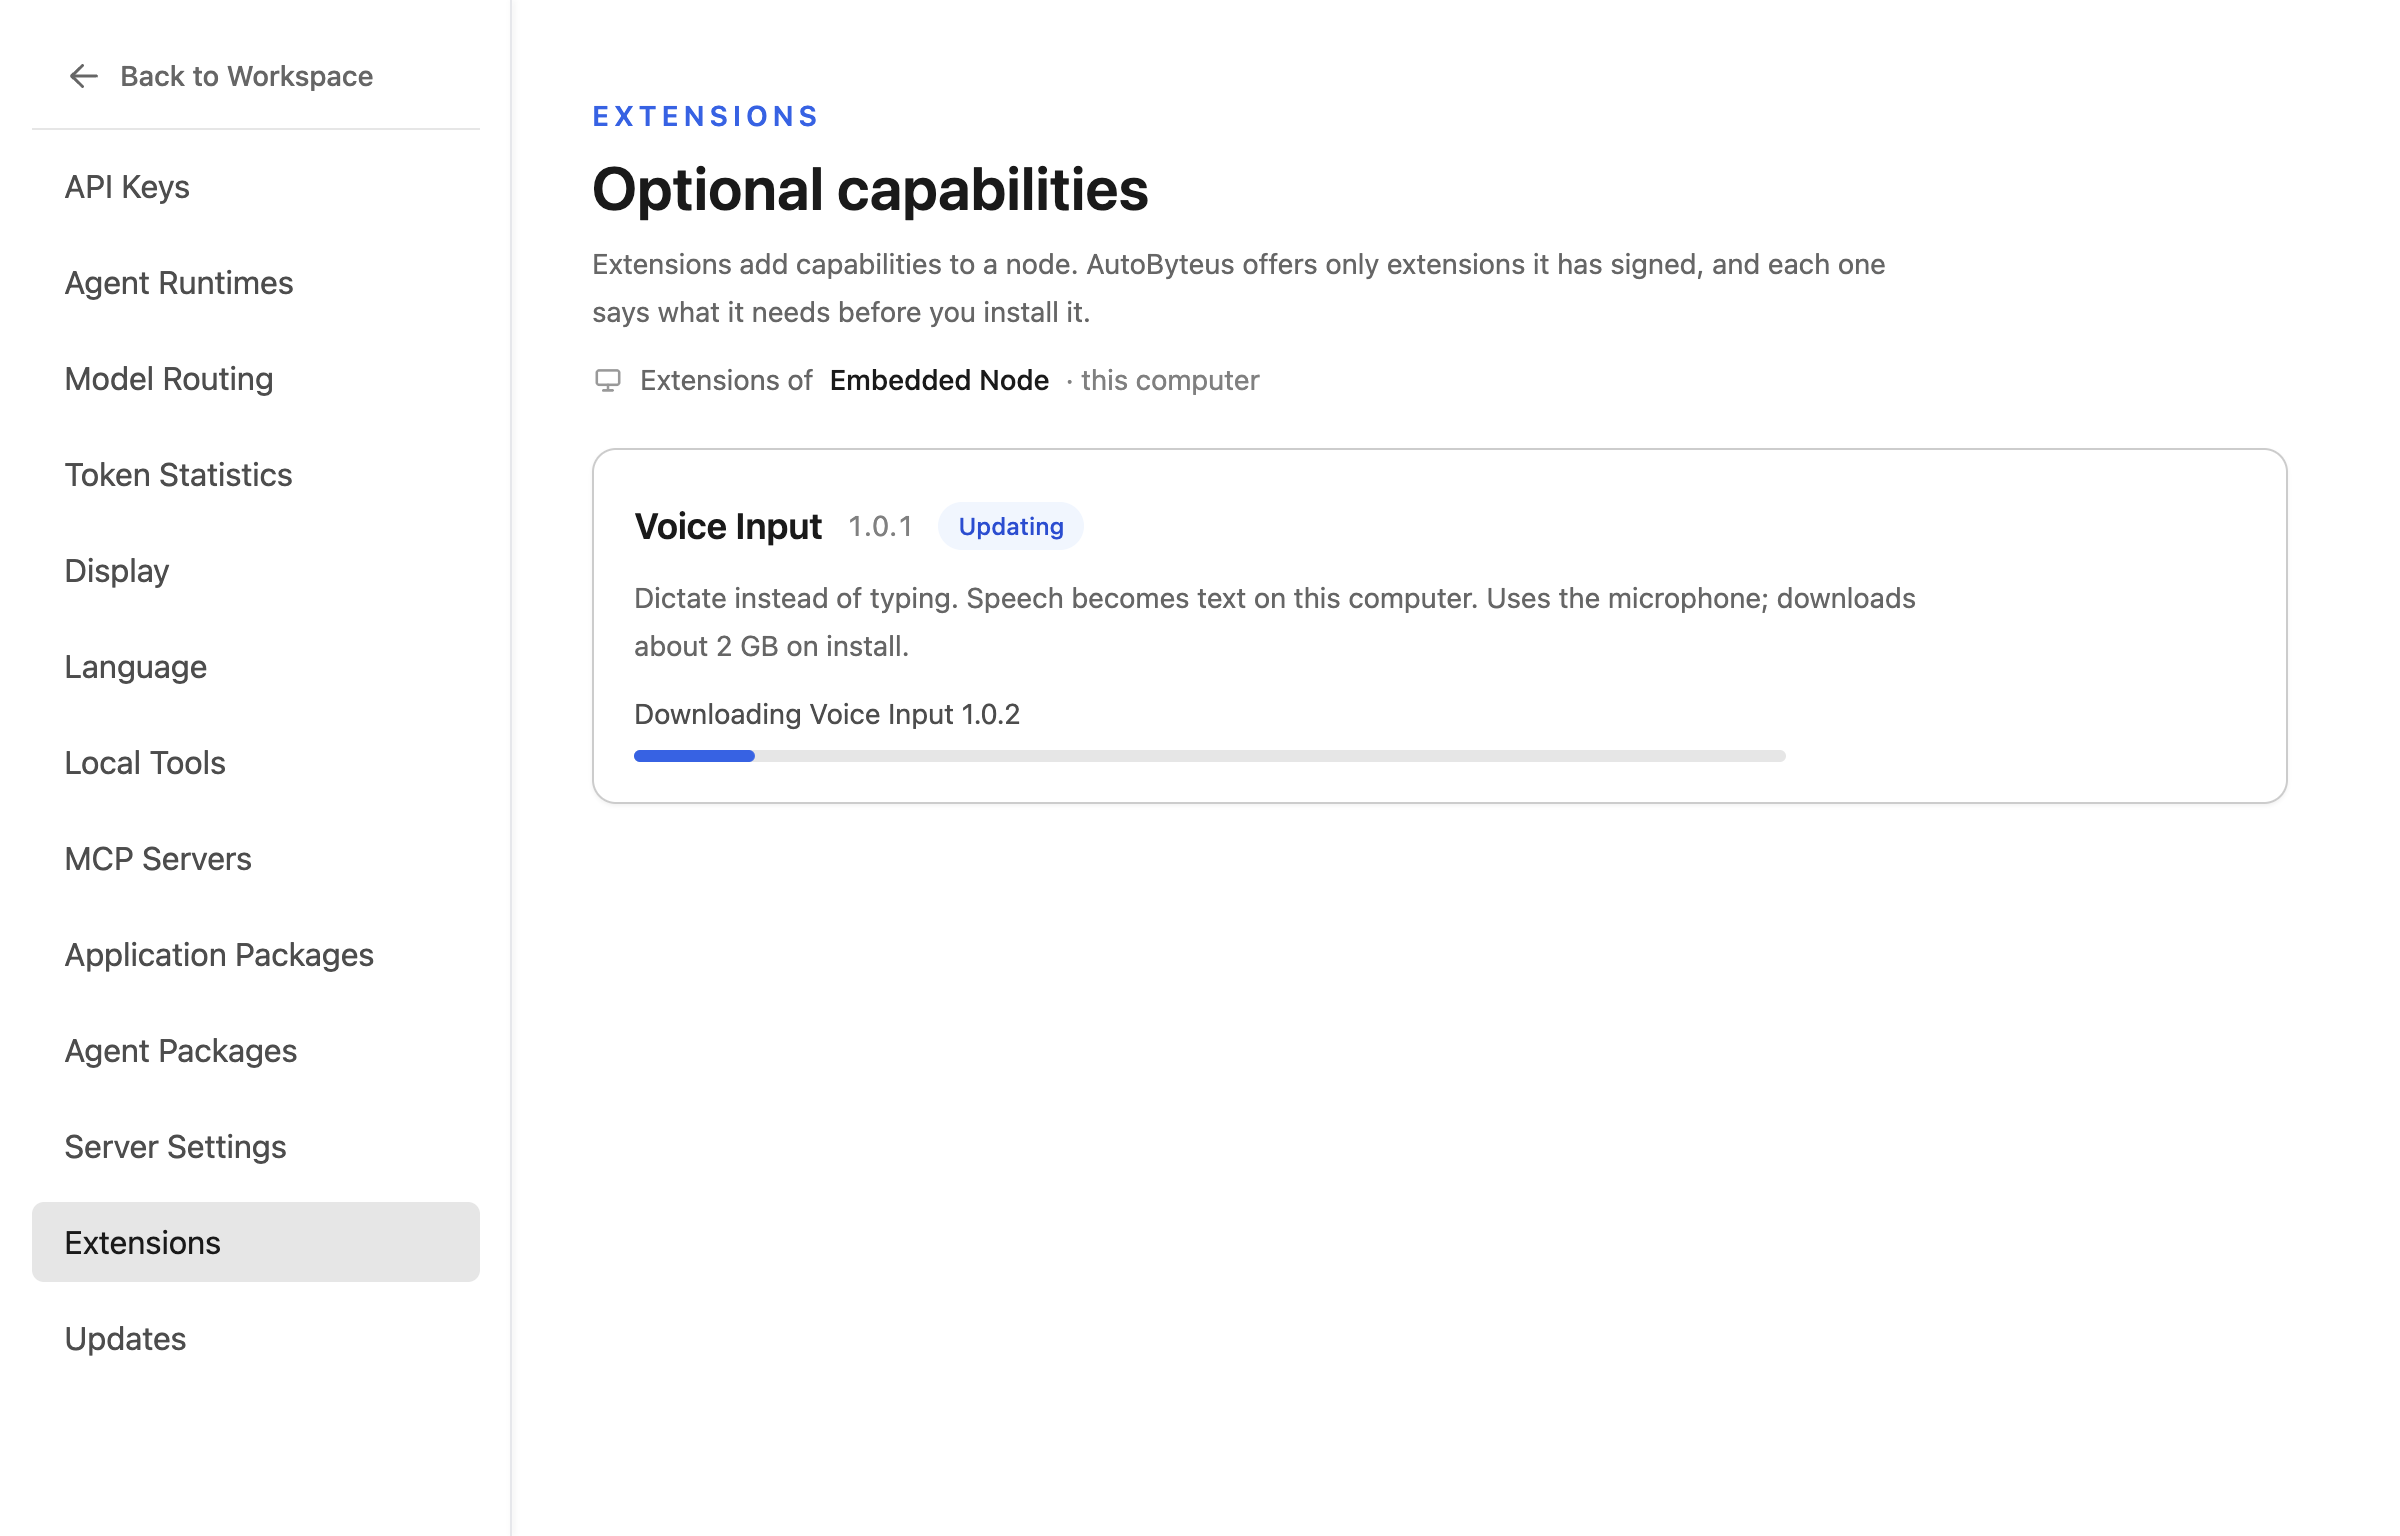 Back to Workspace
API Keys
Agent Runtimes
Model Routing
Token Statistics
Display
Language
Local Tools
MCP Servers
Application Packages
Agent Packages
Server Settings
Extensions
Updates
EXTENSIONS
Optional capabilities
Extensions add capabilities to a node. AutoByteus offers only extensions it has signed, and each one
says what it needs before you install it.
Extensions of Embedded Node · this computer
Voice Input 1.0.1 Updating
Dictate instead of typing. Speech becomes text on this computer. Uses the microphone; downloads
about 2 GB on install.
Downloading Voice Input 1.0.2